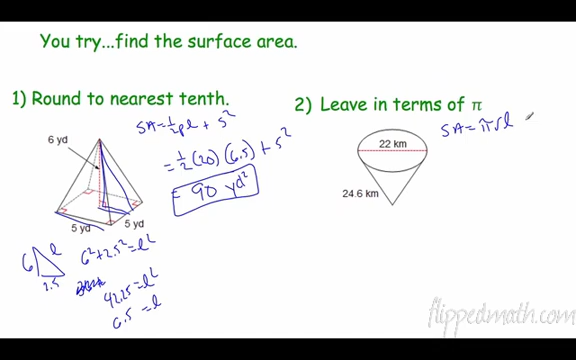 You try...find the surface area.
1) Round to nearest tenth.
SA = ½pl + s²
6 yd
= ½ (20) (6.5) + 5²
= 90 yd²
5 yd
5 yd
6 l
2.5
6² + 2.5² = l²
42.25 = l²
6.5 = l
2) Leave in terms of π
SA = πrl
22 km
24.6 km
flippedmath.com